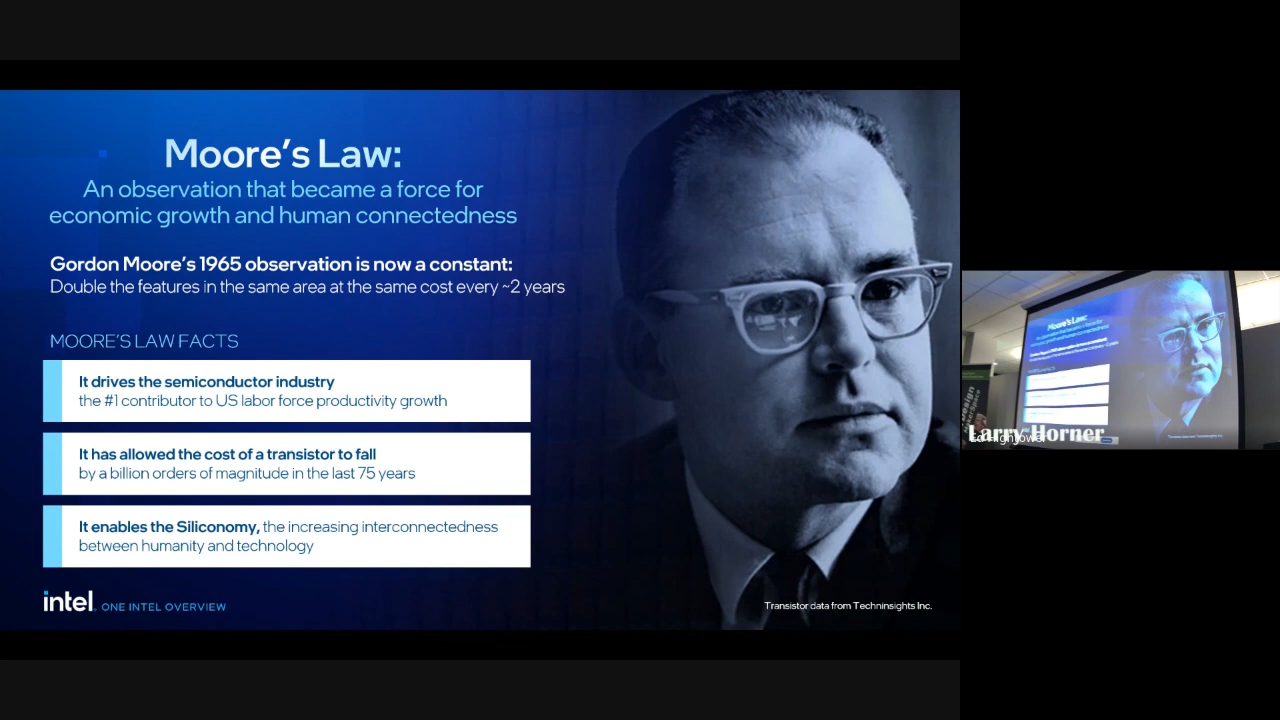 Moore's Law:
An observation that became a force for
economic growth and human connectedness
Gordon Moore's 1965 observation is now a constant:
Double the features in the same area at the same cost every ~2 years
MOORE'S LAW FACTS
It drives the semiconductor industry
the #1 contributor to US labor force productivity growth
It has allowed the cost of a transistor to fall
by a billion orders of magnitude in the last 75 years
It enables the Siliconomy, the increasing interconnectedness
between humanity and technology
intel. ONE INTEL OVERVIEW
Transistor data from Techninsights Inc.
Moore's Law:
Design
Larry Horner